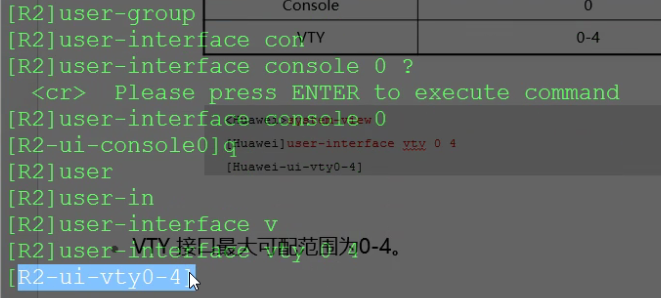 Console 0
VTY 0-4
[R2]user-group
[R2]user-interface con
[R2]user-interface console 0 ?
<cr> Please press ENTER to execute command
[R2]user-interface console 0
[R2-ui-console0]q
[R2]user
[R2]user-in
[R2]user-interface v
[R2]user-interface vty 0 4
[R2-ui-vty0-4]
<Huawei>system-view
[Huawei]user-interface vty 0 4
[Huawei-ui-vty0-4]
VTY 接口最大可配范围为0-4。